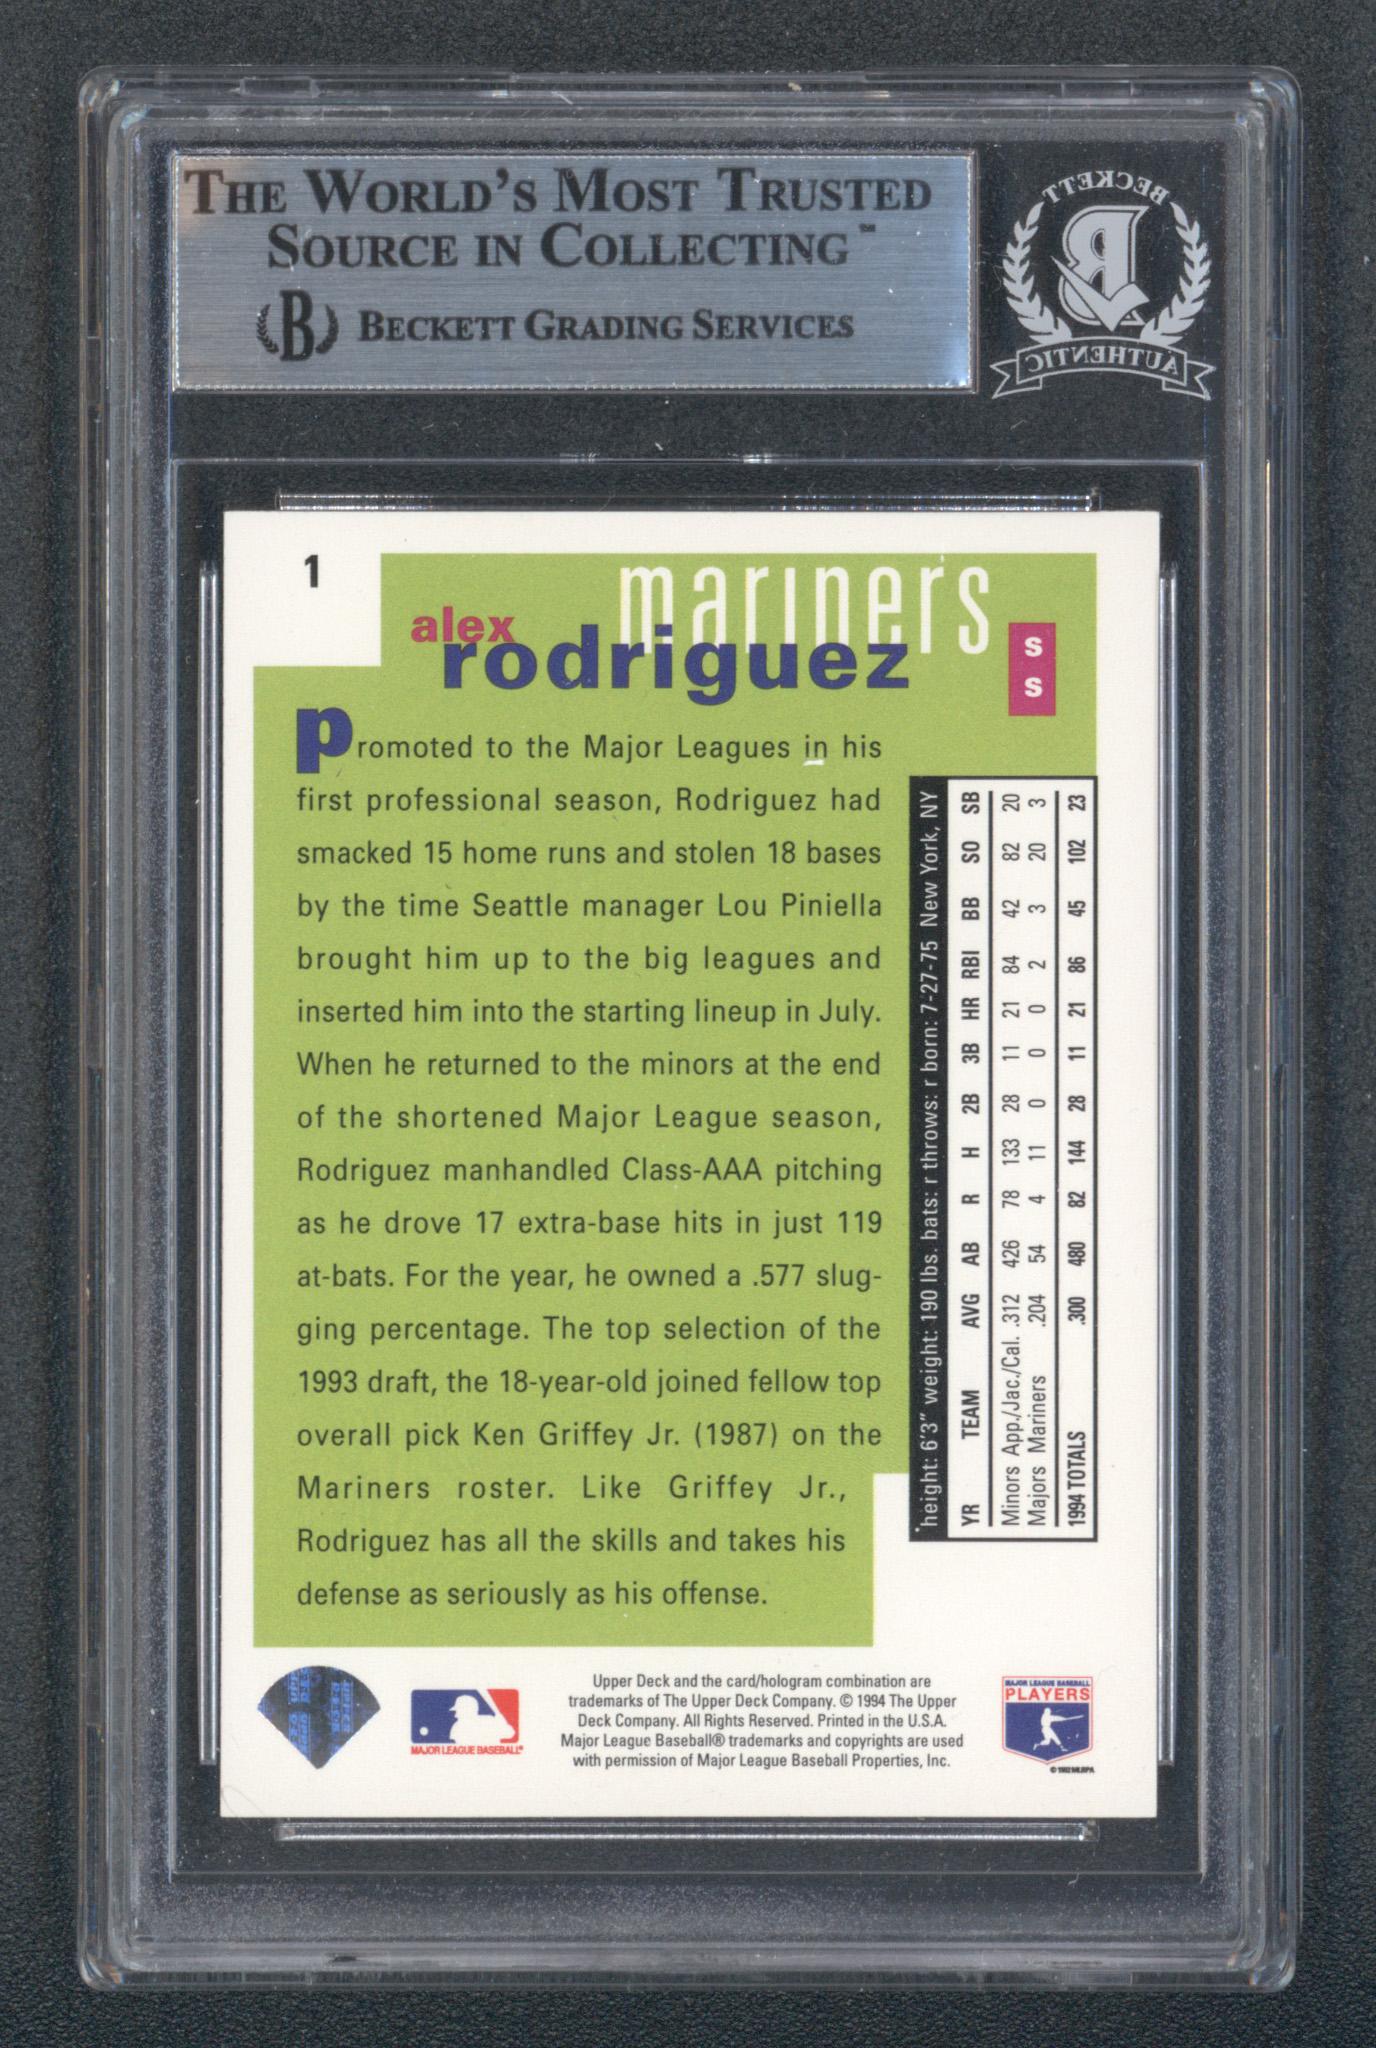 THE WORLD'S MOST TRUSTED
SOURCE IN COLLECTING™
B BECKETT GRADING SERVICES
BECKETT
B
AUTHENTIC
1
mariners
alex
rodriguez
s
s
Promoted to the Major Leagues in his
first professional season, Rodriguez had
smacked 15 home runs and stolen 18 bases
by the time Seattle manager Lou Piniella
brought him up to the big leagues and
inserted him into the starting lineup in July.
When he returned to the minors at the end
of the shortened Major League season,
Rodriguez manhandled Class-AAA pitching
as he drove 17 extra-base hits in just 119
at-bats. For the year, he owned a .577 slug-
ging percentage. The top selection of the
1993 draft, the 18-year-old joined fellow top
overall pick Ken Griffey Jr. (1987) on the
Mariners roster. Like Griffey Jr.,
Rodriguez has all the skills and takes his
defense as seriously as his offense.
height: 6'3" weight: 190 lbs. bats: r throws: r born: 7-27-75 New York, NY
YR TEAM AVG AB R H 2B 3B HR RBI BB SO SB
Minors App./Jac./Cal. .312 426 78 133 28 11 21 84 42 82 20
Majors Mariners .204 54 4 11 0 0 0 2 3 20 3
1994 TOTALS .300 480 82 144 28 11 21 86 45 102 23
MAJOR LEAGUE BASEBALL®
Upper Deck and the card/hologram combination are
trademarks of The Upper Deck Company. © 1994 The Upper
Deck Company. All Rights Reserved. Printed in the U.S.A.
Major League Baseball® trademarks and copyrights are used
with permission of Major League Baseball Properties, Inc.
MAJOR LEAGUE BASEBALL
PLAYERS
© 1992 MLBPA